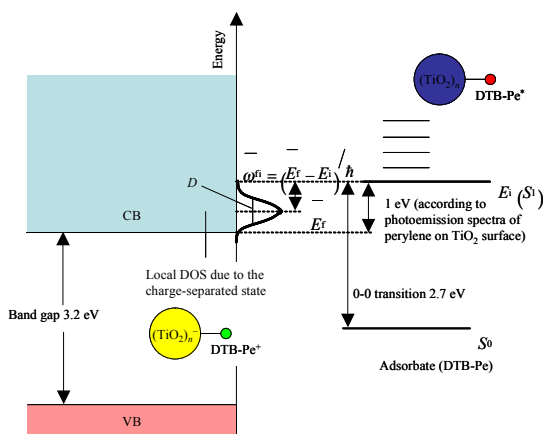 Energy
(TiO₂)ₙ
DTB-Pe*
ωfi = (Ef − Ei) / ħ
D
Ei (S1)
CB
Ef
1 eV (according to
photoemission spectra of
perylene on TiO₂ surface)
Local DOS due to the
charge-separated state
0-0 transition 2.7 eV
Band gap 3.2 eV
(TiO₂)ₙ⁻
DTB-Pe⁺
S0
Adsorbate (DTB-Pe)
VB